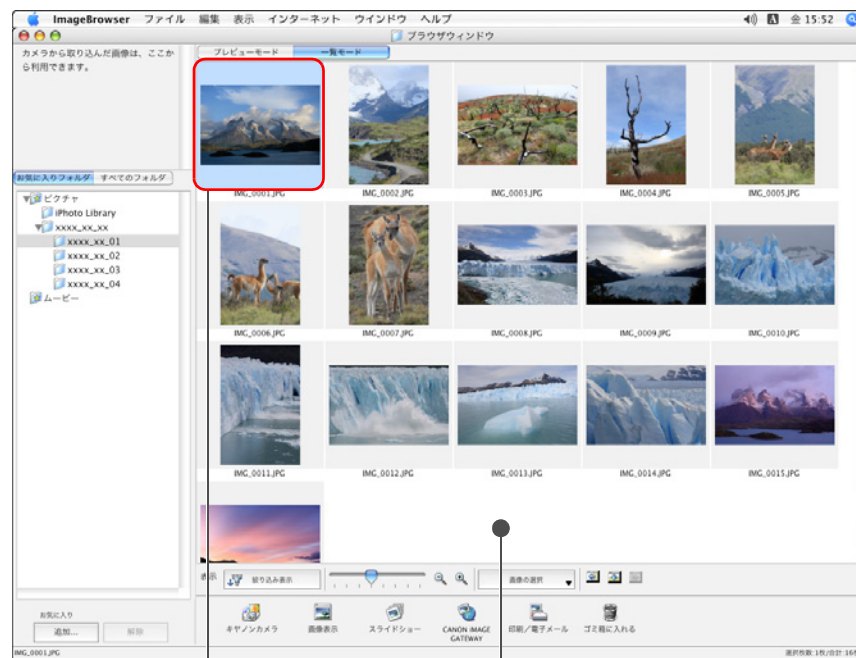 ImageBrowser ファイル 編集 表示 インターネット ウインドウ ヘルプ
A 金 15:52
ブラウザウィンドウ
カメラから取り込んだ画像は、ここか
ら利用できます。
プレビューモード 一覧モード
お気に入りフォルダ すべてのフォルダ
ピクチャ
iPhoto Library
xxxx_xx_xx
xxxx_xx_01
xxxx_xx_02
xxxx_xx_03
xxxx_xx_04
ムービー
IMG_0001.JPG IMG_0002.JPG IMG_0003.JPG IMG_0004.JPG IMG_0005.JPG
IMG_0006.JPG IMG_0007.JPG IMG_0008.JPG IMG_0009.JPG IMG_0010.JPG
IMG_0011.JPG IMG_0012.JPG IMG_0013.JPG IMG_0014.JPG IMG_0015.JPG
表示 絞り込み表示 画像の選択
お気に入り
追加... 解除
キヤノンカメラ 画像表示 スライドショー CANON iMAGE GATEWAY 印刷/電子メール ゴミ箱に入れる
IMG_0001.JPG 選択枚数:1枚/合計:16